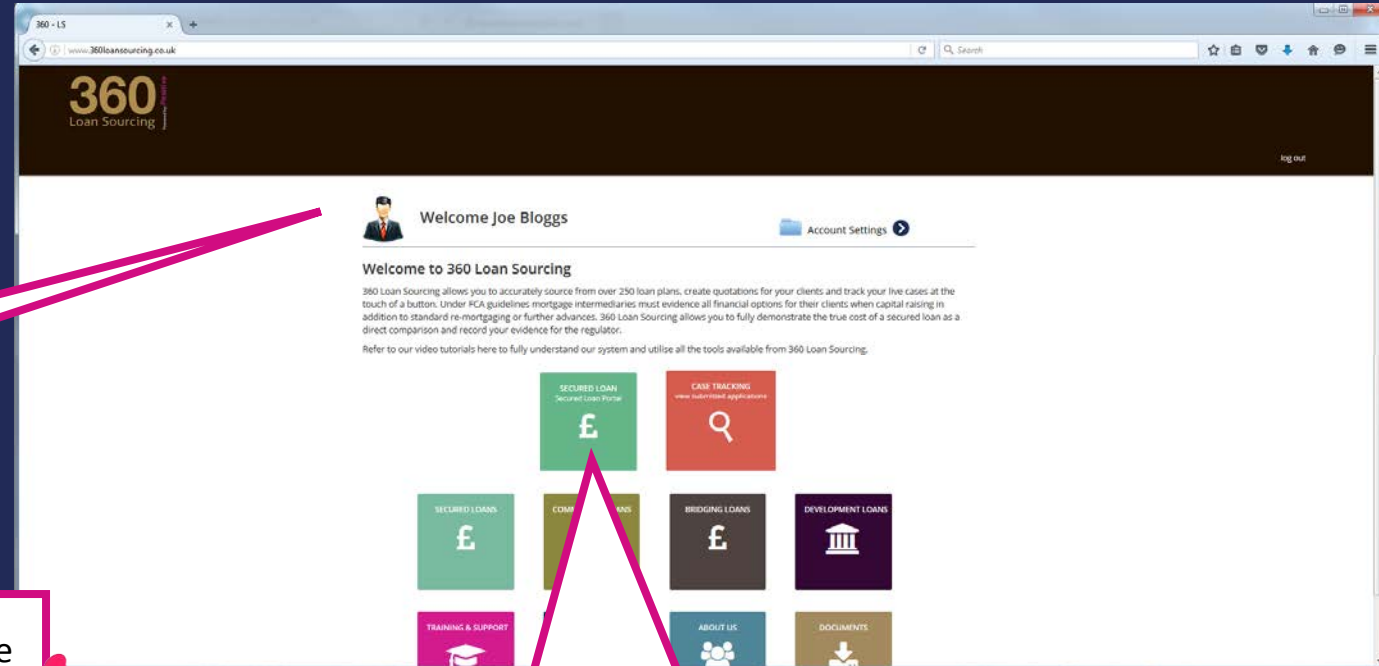 360 - LS
www.360loansourcing.co.uk
Search
360
Loan Sourcing
log out
Welcome Joe Bloggs
Account Settings
Welcome to 360 Loan Sourcing
360 Loan Sourcing allows you to accurately source from over 250 loan plans, create quotations for your clients and track your live cases at the
touch of a button. Under FCA guidelines mortgage intermediaries must evidence all financial options for their clients when capital raising in
addition to standard re-mortgaging or further advances. 360 Loan Sourcing allows you to fully demonstrate the true cost of a secured loan as a
direct comparison and record your evidence for the regulator.
Refer to our video tutorials here to fully understand our system and utilise all the tools available from 360 Loan Sourcing.
SECURED LOAN
Secured Loan Portal
£
CASE TRACKING
view submitted applications
SECURED LOANS
£
BRIDGING LOANS
£
DEVELOPMENT LOANS
TRAINING & SUPPORT
ABOUT US
DOCUMENTS